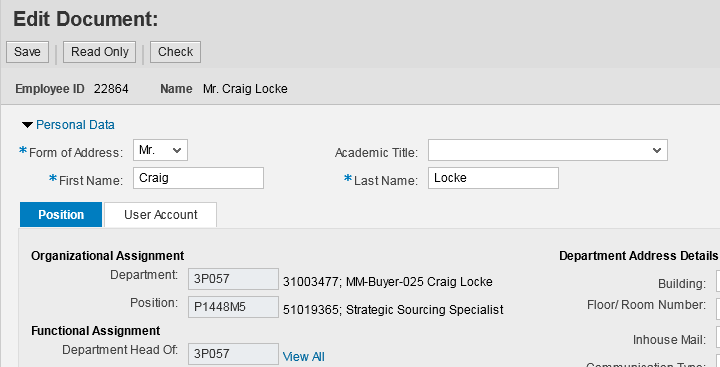 Edit Document:
Save Read Only Check
Employee ID 22864 Name Mr. Craig Locke
Personal Data
* Form of Address: Mr. Academic Title:
* First Name: Craig * Last Name: Locke
Position User Account
Organizational Assignment Department Address Details
Department: 3P057 31003477; MM-Buyer-025 Craig Locke Building:
Position: P1448M5 51019365; Strategic Sourcing Specialist Floor/ Room Number:
Functional Assignment Inhouse Mail:
Department Head Of: 3P057 View All
Communication Type: